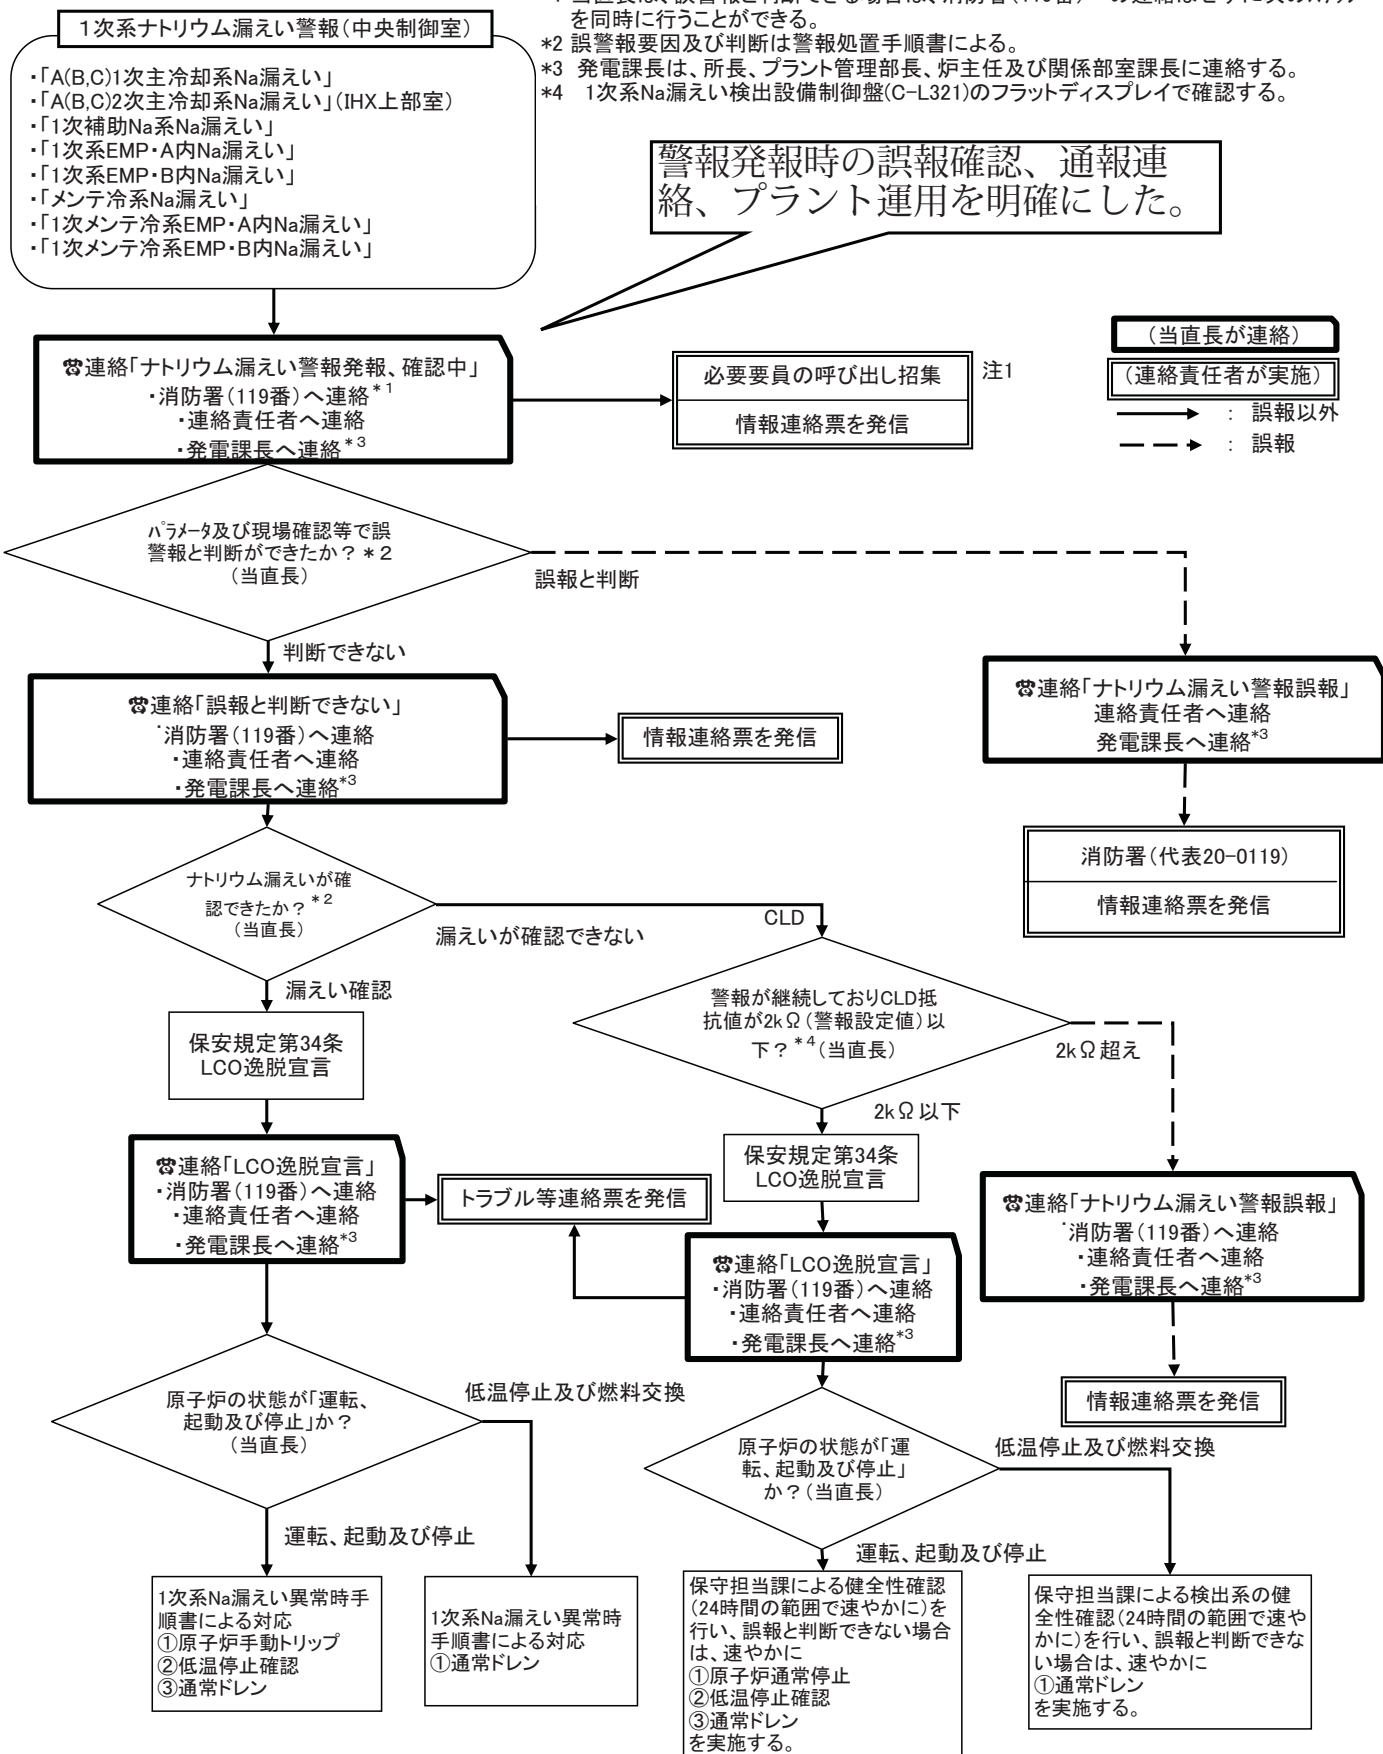 を同時に行うことができる。
*2 誤警報要因及び判断は警報処置手順書による。
*3 発電課長は、所長、プラント管理部長、炉主任及び関係部室課長に連絡する。
*4 1次系Na漏えい検出設備制御盤(C-L321)のフラットディスプレイで確認する。
1次系ナトリウム漏えい警報(中央制御室)
・「A(B,C)1次主冷却系Na漏えい」
・「A(B,C)2次主冷却系Na漏えい」(IHX上部室)
・「1次補助Na系Na漏えい」
・「1次系EMP・A内Na漏えい」
・「1次系EMP・B内Na漏えい」
・「メンテ冷系Na漏えい」
・「1次メンテ冷系EMP・A内Na漏えい」
・「1次メンテ冷系EMP・B内Na漏えい」
警報発報時の誤報確認、通報連
絡、プラント運用を明確にした。
(当直長が連絡)
(連絡責任者が実施)
： 誤報以外
： 誤報
☎連絡「ナトリウム漏えい警報発報、確認中」
・消防署(119番)へ連絡*1
・連絡責任者へ連絡
・発電課長へ連絡*3
必要要員の呼び出し招集
情報連絡票を発信
注1
パラメータ及び現場確認等で誤
警報と判断ができたか？*2
(当直長)
誤報と判断
判断できない
☎連絡「ナトリウム漏えい警報誤報」
連絡責任者へ連絡
発電課長へ連絡*3
消防署(代表20-0119)
情報連絡票を発信
☎連絡「誤報と判断できない」
・消防署(119番)へ連絡
・連絡責任者へ連絡
・発電課長へ連絡*3
情報連絡票を発信
ナトリウム漏えいが確
認できたか？*2
(当直長)
漏えいが確認できない
CLD
漏えい確認
警報が継続しておりCLD抵
抗値が2kΩ(警報設定値)以
下？*4(当直長)
2kΩ超え
2kΩ以下
保安規定第34条
LCO逸脱宣言
☎連絡「LCO逸脱宣言」
・消防署(119番)へ連絡
・連絡責任者へ連絡
・発電課長へ連絡*3
トラブル等連絡票を発信
保安規定第34条
LCO逸脱宣言
☎連絡「LCO逸脱宣言」
・消防署(119番)へ連絡
・連絡責任者へ連絡
・発電課長へ連絡*3
☎連絡「ナトリウム漏えい警報誤報」
・消防署(119番)へ連絡
・連絡責任者へ連絡
・発電課長へ連絡*3
情報連絡票を発信
原子炉の状態が「運転、
起動及び停止」か？
(当直長)
低温停止及び燃料交換
運転、起動及び停止
原子炉の状態が「運
転、起動及び停止」
か？(当直長)
低温停止及び燃料交換
運転、起動及び停止
1次系Na漏えい異常時手
順書による対応
①原子炉手動トリップ
②低温停止確認
③通常ドレン
1次系Na漏えい異常時
手順書による対応
①通常ドレン
保守担当課による健全性確認
(24時間の範囲で速やかに)を
行い、誤報と判断できない場合
は、速やかに
①原子炉通常停止
②低温停止確認
③通常ドレン
を実施する。
保守担当課による検出系の健
全性確認(24時間の範囲で速や
かに)を行い、誤報と判断できな
い場合は、速やかに
①通常ドレン
を実施する。